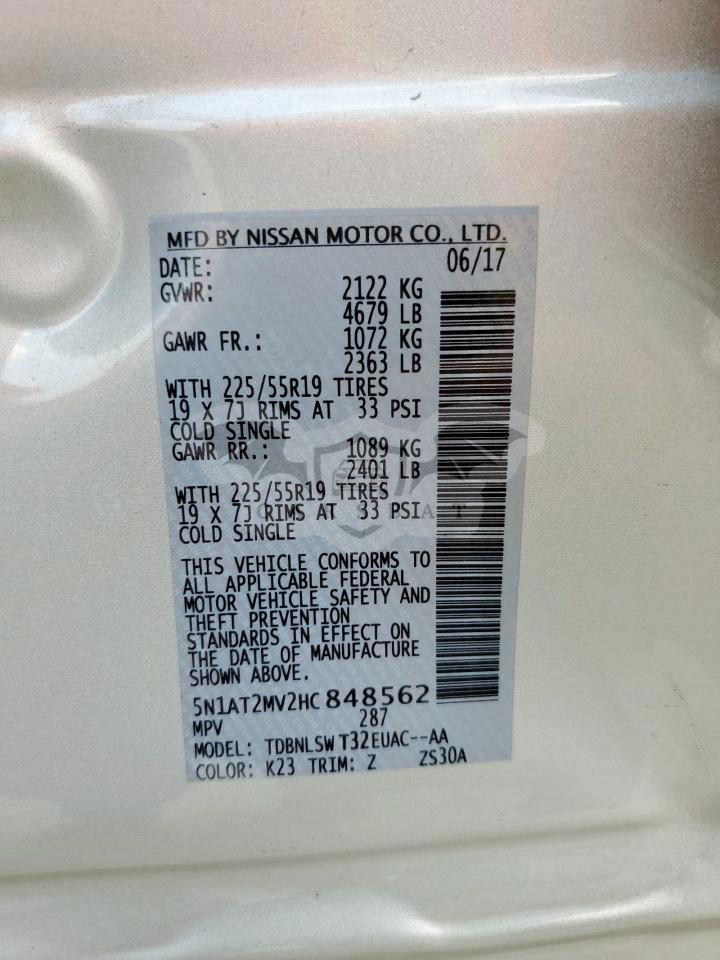 MFD BY NISSAN MOTOR CO., LTD.
DATE: 06/17
GVWR: 2122 KG
4679 LB
GAWR FR.: 1072 KG
2363 LB
WITH 225/55R19 TIRES
19 X 7J RIMS AT 33 PSI
COLD SINGLE
GAWR RR.: 1089 KG
2401 LB
WITH 225/55R19 TIRES
19 X 7J RIMS AT 33 PSI
COLD SINGLE
THIS VEHICLE CONFORMS TO
ALL APPLICABLE FEDERAL
MOTOR VEHICLE SAFETY AND
THEFT PREVENTION
STANDARDS IN EFFECT ON
THE DATE OF MANUFACTURE
SHOWN ABOVE.
5N1AT2MV2HC848562
MPV 287
MODEL: TDBNLSW T32EUAC--AA
COLOR: K23 TRIM: Z ZS30A